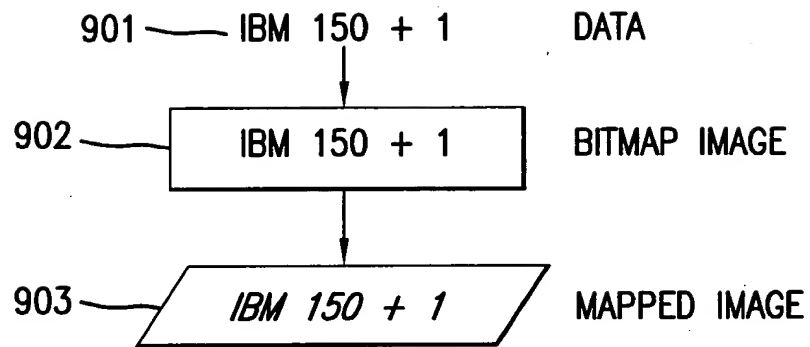 901 IBM 150 + 1 DATA
902 IBM 150 + 1 BITMAP IMAGE
903 IBM 150 + 1 MAPPED IMAGE